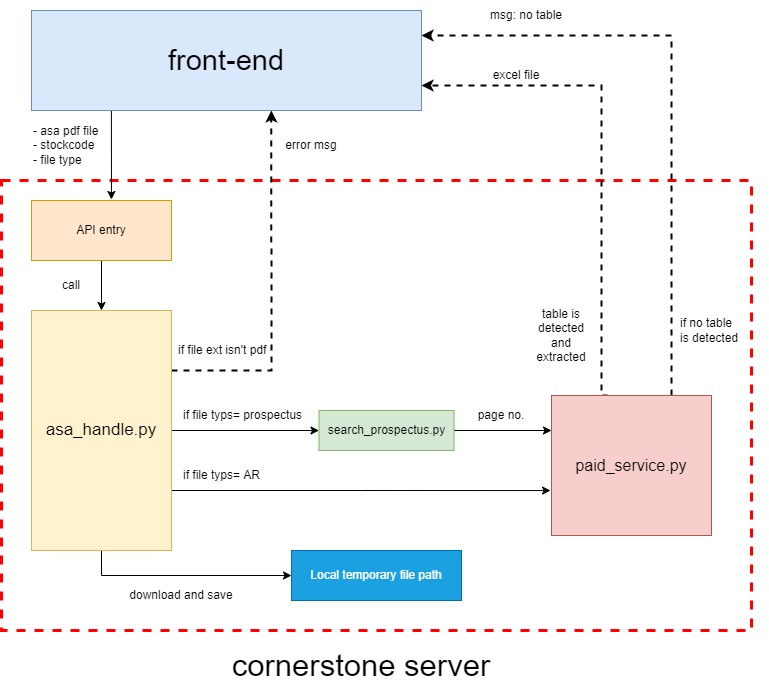 msg: no table
front-end
excel file
- asa pdf file
- stockcode
- file type
error msg
API entry
call
table is
detected
and
extracted
if no table
is detected
if file ext isn't pdf
if file typs= prospectus
search_prospectus.py
page no.
asa_handle.py
paid_service.py
if file typs= AR
Local temporary file path
download and save
cornerstone server